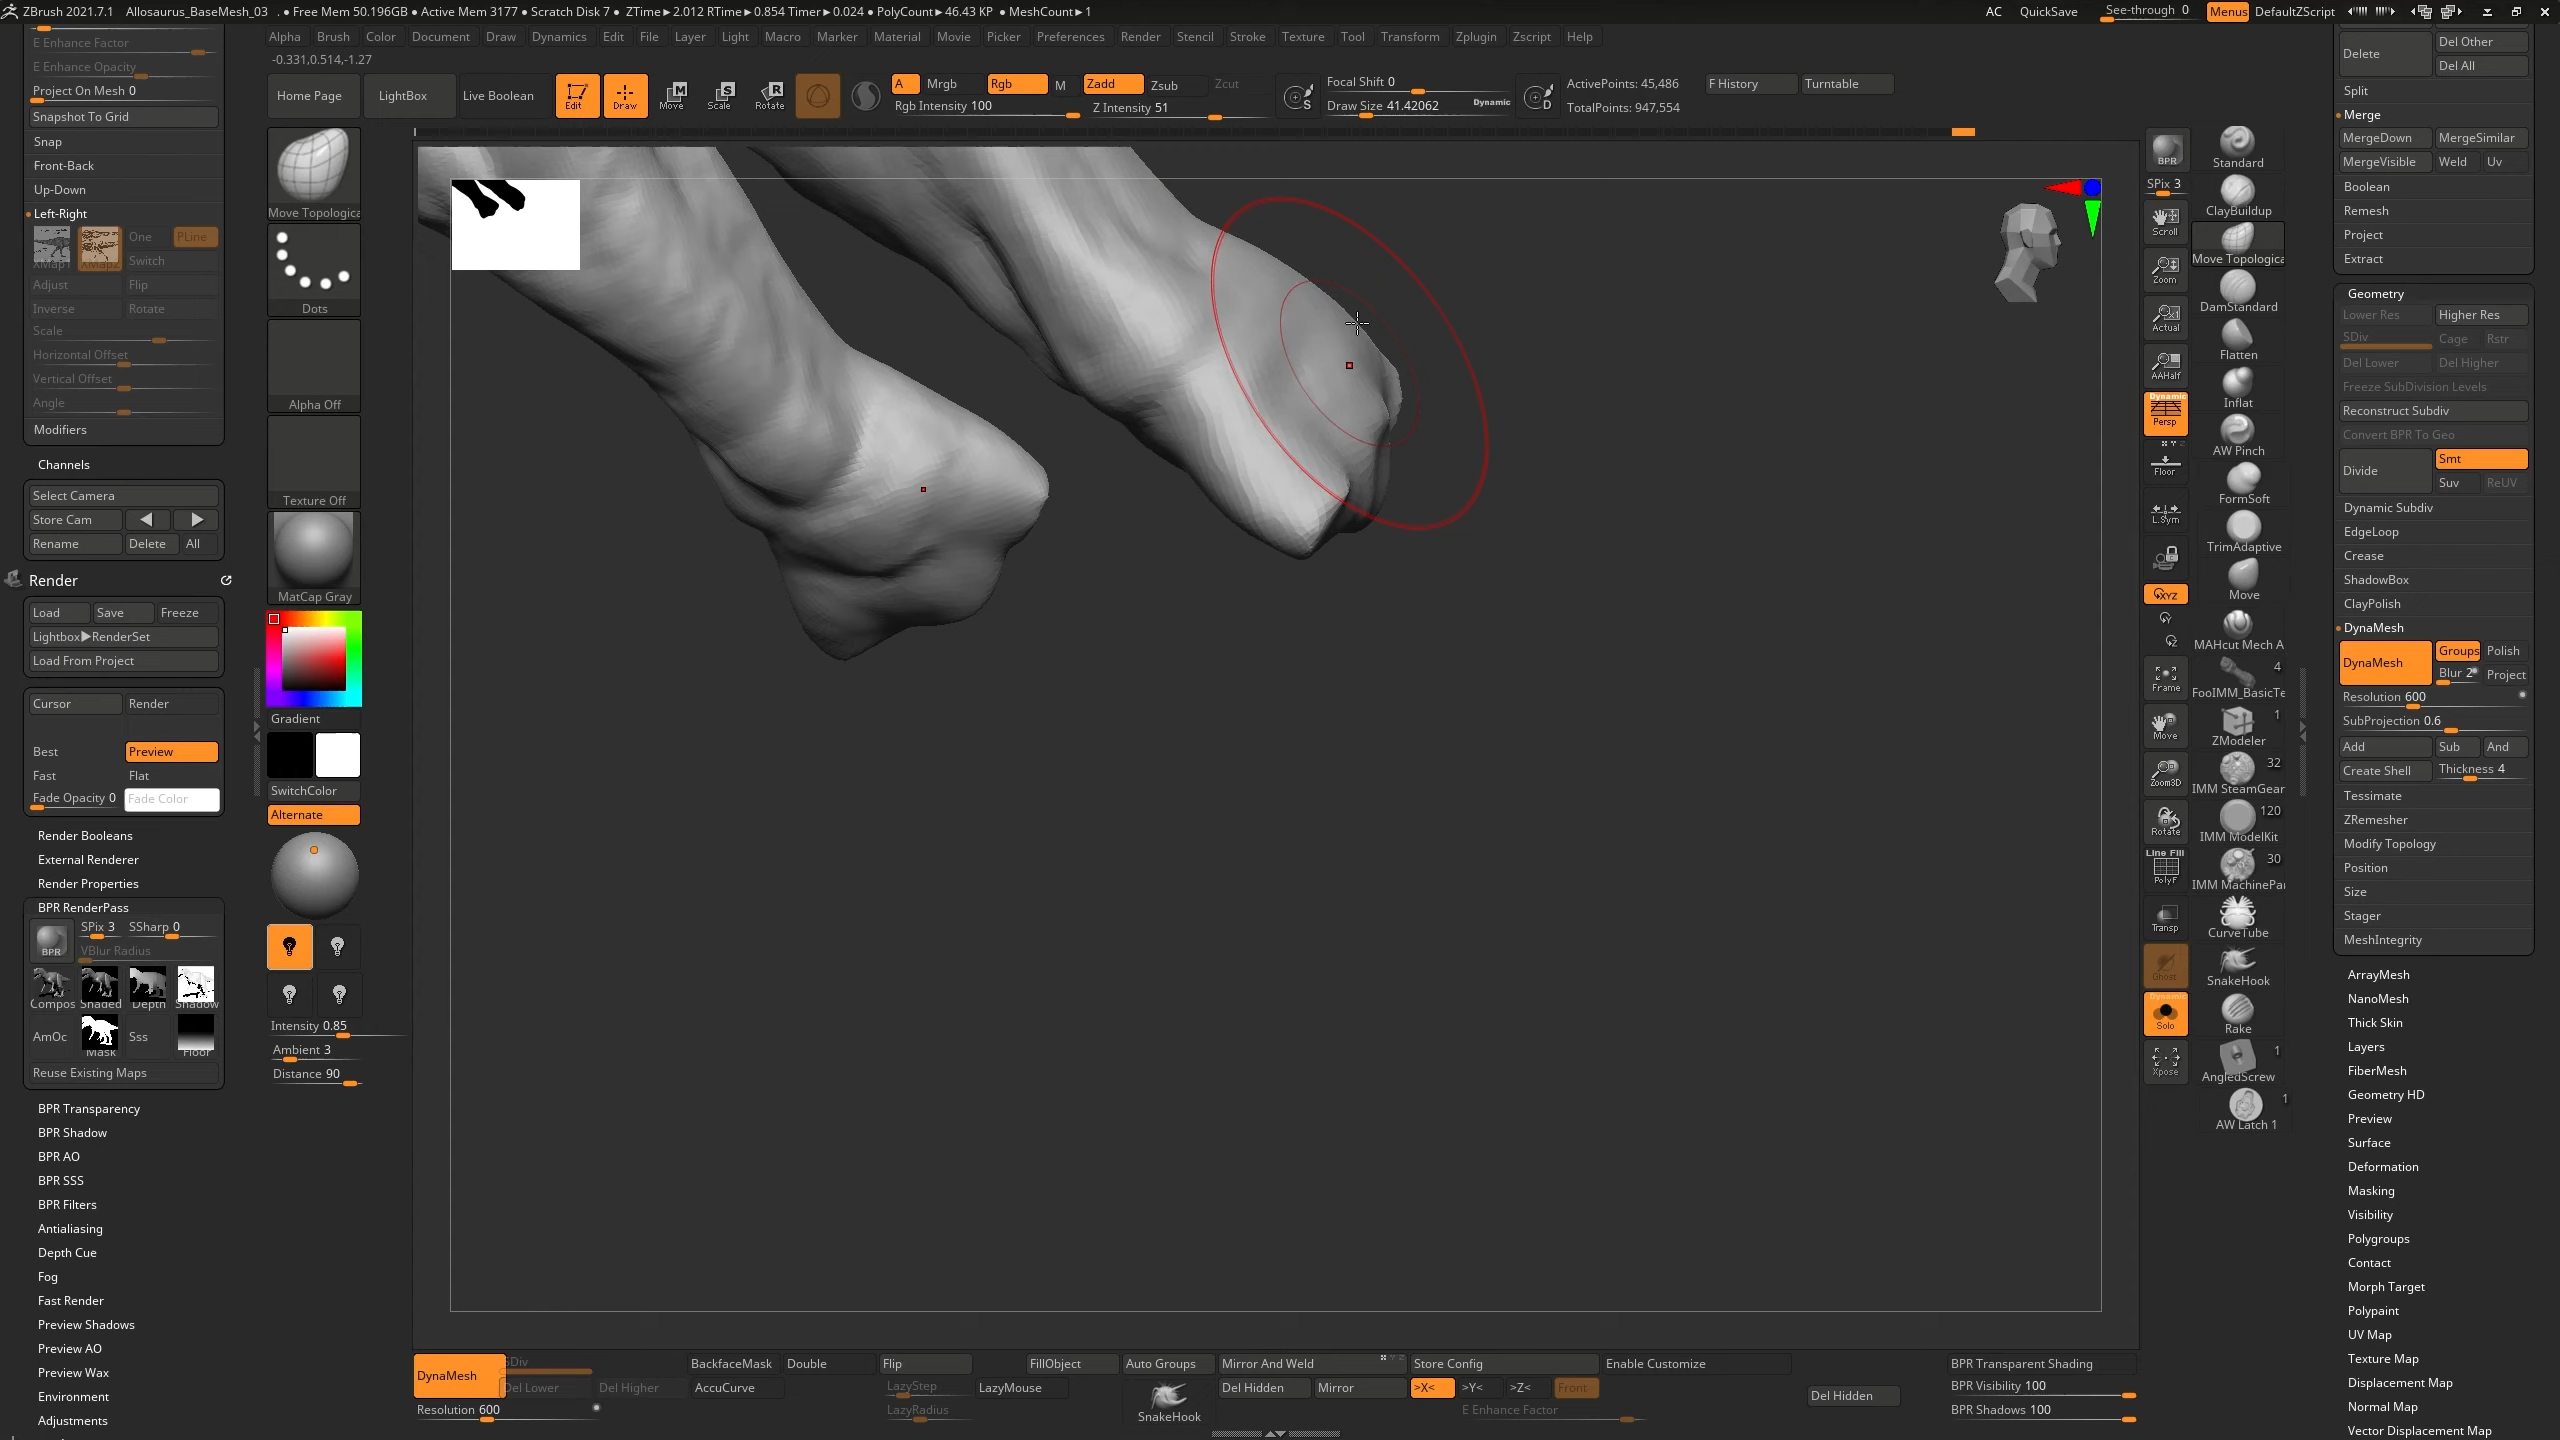 ZBrush 2021.7.1 Allosaurus_BaseMesh_03 . ● Free Mem 50.196GB ● Active Mem 3177 ● Scratch Disk 7 ● ZTime►2.012 RTime►0.854 Timer►0.024 ● PolyCount►46.43 KP ● MeshCount►1
AC QuickSave See-through 0 Menus DefaultZScript
Alpha Brush Color Document Draw Dynamics Edit File Layer Light Macro Marker Material Movie Picker Preferences Render Stencil Stroke Texture Tool Transform Zplugin Zscript Help
-0.331,0.514,-1.27
Home Page LightBox Live Boolean Edit Draw Move Scale Rotate
A Mrgb Rgb M Zadd Zsub Zcut
Rgb Intensity 100 Z Intensity 51
Focal Shift 0
Draw Size 41.42062 Dynamic
ActivePoints: 45,486
TotalPoints: 947,554
F History Turntable
E Enhance Factor
E Enhance Opacity
Project On Mesh 0
Snapshot To Grid
Snap
Front-Back
Up-Down
Left-Right
One PLine
Switch
Adjust Flip
Inverse Rotate
Scale
Horizontal Offset
Vertical Offset
Angle
Modifiers
Channels
Select Camera
Store Cam
Rename Delete All
Render
Load Save Freeze
Lightbox►RenderSet
Load From Project
Cursor Render
Best Preview
Fast Flat
Fade Opacity 0 Fade Color
Render Booleans
External Renderer
Render Properties
BPR RenderPass
BPR SPix 3 SSharp 0
VBlur Radius
Compos Shaded Depth Shadow
AmOc Mask Sss Floor
Reuse Existing Maps
BPR Transparency
BPR Shadow
BPR AO
BPR SSS
BPR Filters
Antialiasing
Depth Cue
Fog
Fast Render
Preview Shadows
Preview AO
Preview Wax
Environment
Adjustments
Move Topologica
Dots
Alpha Off
Texture Off
MatCap Gray
Gradient
SwitchColor
Alternate
Intensity 0.85
Ambient 3
Distance 90
BPR
SPix 3
Scroll
Zoom
Actual
AAHalf
Dynamic
Persp
Floor
L.Sym
XYZ
Frame
Move
Zoom3D
Rotate
Line Fill
PolyF
Transp
Ghost
Dynamic
Solo
Xpose
Standard
ClayBuildup
Move Topologica
DamStandard
Flatten
Inflat
AW Pinch
FormSoft
TrimAdaptive
Move
MAHcut Mech A
4
FooIMM_BasicTe
1
ZModeler
32
IMM SteamGear
120
IMM ModelKit
30
IMM MachinePar
CurveTube
SnakeHook
Rake
1
AngledScrew
1
AW Latch 1
Delete Del Other
Del All
Split
Merge
MergeDown MergeSimilar
MergeVisible Weld Uv
Boolean
Remesh
Project
Extract
Geometry
Lower Res Higher Res
SDiv Cage Rstr
Del Lower Del Higher
Freeze SubDivision Levels
Reconstruct Subdiv
Convert BPR To Geo
Divide Smt
Suv ReUV
Dynamic Subdiv
EdgeLoop
Crease
ShadowBox
ClayPolish
DynaMesh
DynaMesh Groups Polish
Blur 2 Project
Resolution 600
SubProjection 0.6
Add Sub And
Create Shell Thickness 4
Tessimate
ZRemesher
Modify Topology
Position
Size
Stager
MeshIntegrity
ArrayMesh
NanoMesh
Thick Skin
Layers
FiberMesh
Geometry HD
Preview
Surface
Deformation
Masking
Visibility
Polygroups
Contact
Morph Target
Polypaint
UV Map
Texture Map
Displacement Map
Normal Map
Vector Displacement Map
DynaMesh SDiv BackfaceMask Double Flip FillObject Auto Groups Mirror And Weld Store Config Enable Customize BPR Transparent Shading
Del Lower Del Higher AccuCurve LazyStep LazyMouse Del Hidden Mirror >X< >Y< >Z< Front Del Hidden BPR Visibility 100
Resolution 600 LazyRadius SnakeHook E Enhance Factor BPR Shadows 100